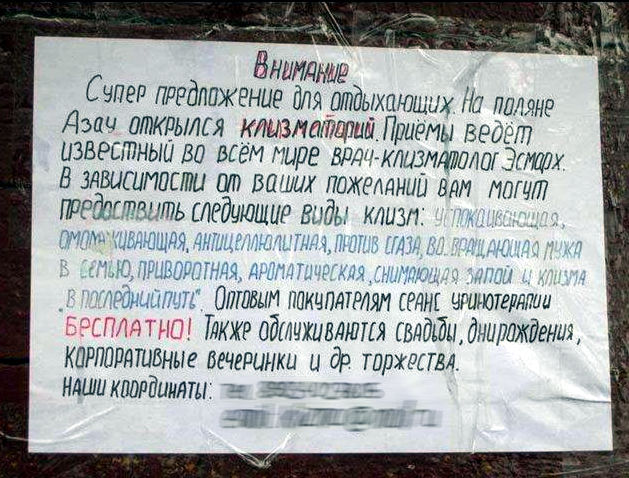 Внимание
Супер предложение для отдыхающих. На поляне
Азау открылся клизматорий. Приёмы ведёт
известный во всём мире врач-клизматолог Эсмарх.
В зависимости от ваших пожеланий вам могут
предоставить следующие виды клизм: успокаивающая,
омолаживающая, антицеллюлитная, против сглаза, возвращающая мужа
в семью, приворотная, ароматическая, снимающая запой и клизма
"в последний путь". Оптовым покупателям сеанс уринотерапии
БЕСПЛАТНО! Также обслуживаются свадьбы, дни рождения,
корпоративные вечеринки и др. торжества.
Наши координаты: